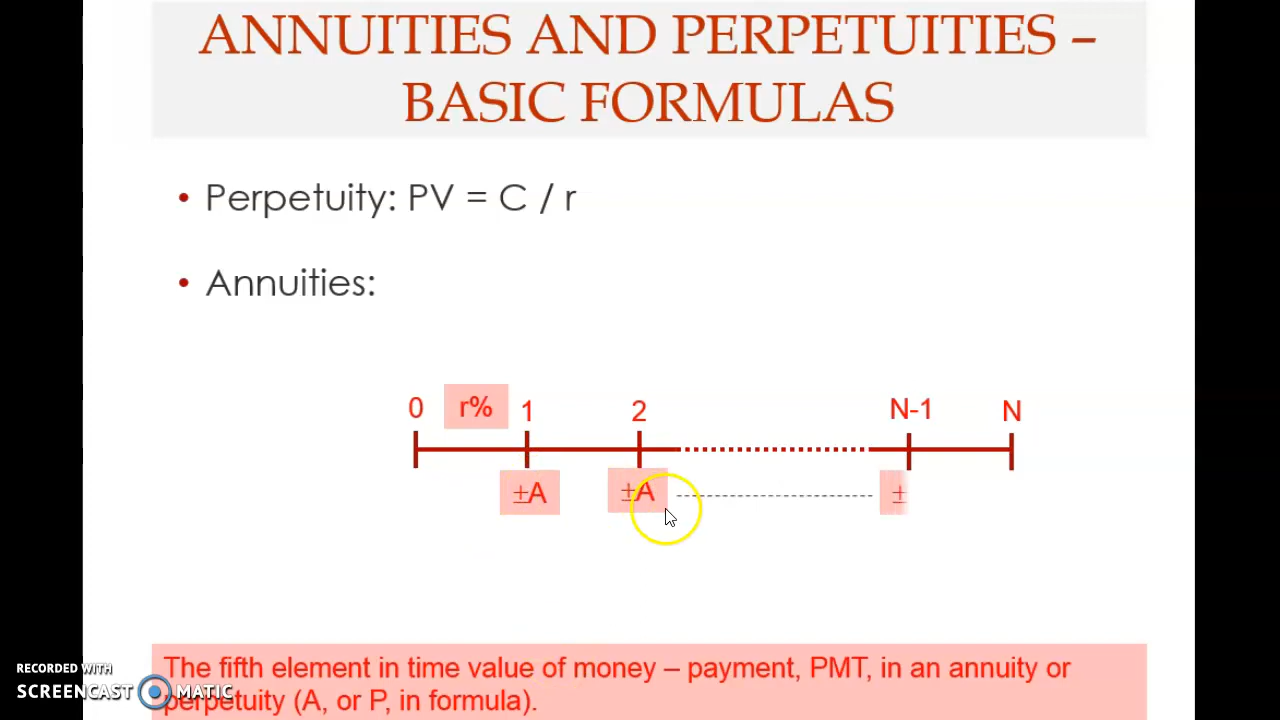 ANNUITIES AND PERPETUITIES –
BASIC FORMULAS
• Perpetuity: PV = C / r
• Annuities:
0 r% 1 2 N-1 N
±A ±A ±
The fifth element in time value of money – payment, PMT, in an annuity or
perpetuity (A, or P, in formula).
RECORDED WITH
SCREENCAST MATIC